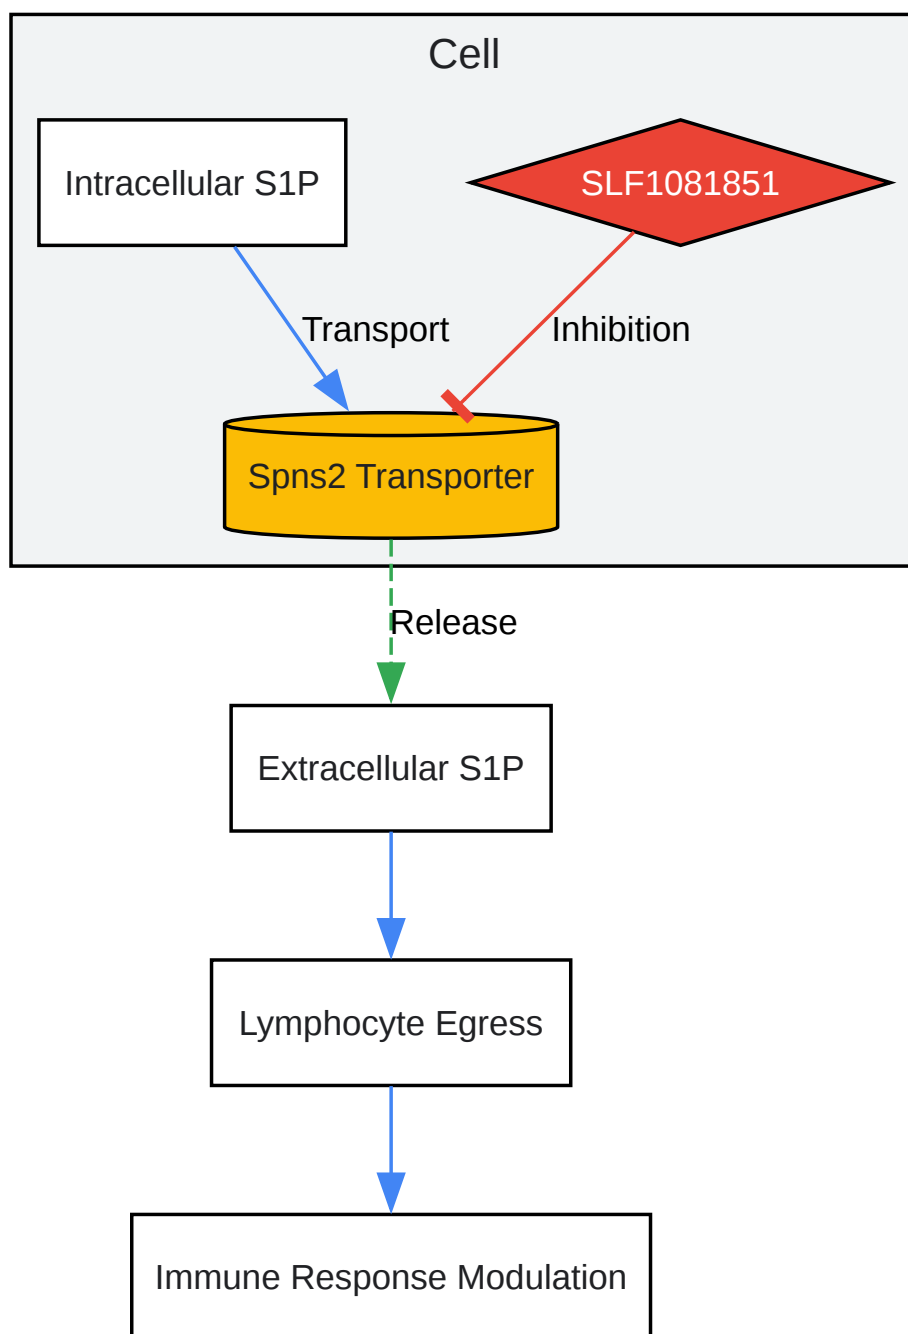 Cell
Intracellular S1P
SLF1081851
Transport
Inhibition
Spns2 Transporter
Release
Extracellular S1P
Lymphocyte Egress
Immune Response Modulation